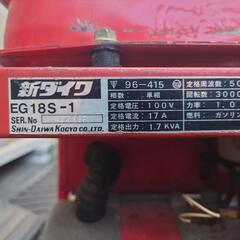 新ダイワ
EG18S-1
SER.No
SHIN-DAIWA KOGYO CO.,LTD.
〒 96-415
相数: 単相
定格電圧: 100V
定格電流: 17A
定格出力: 1.7KVA
定格周波数: 50
回転数: 3000
力率: 1.0
燃料: ガソリン